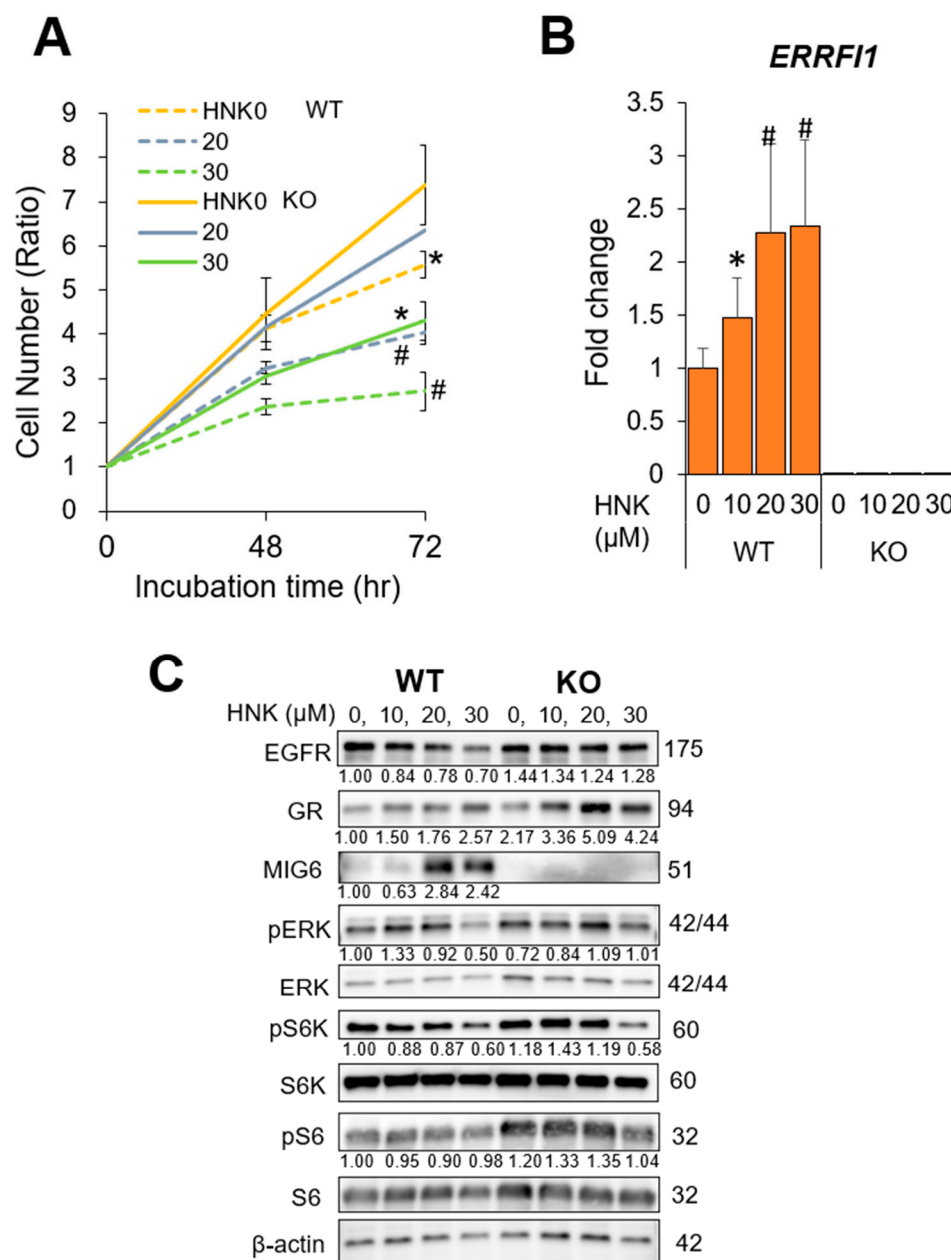 A
9
8
7
6
5
4
3
2
1
0
Cell Number (Ratio)
HNK0 WT
20
30
HNK0 KO
20
30
*
*
#
#
0 48 72
Incubation time (hr)
B
ERRFI1
3.5
3
2.5
2
1.5
1
0.5
0
Fold change
* # #
HNK 0 10 20 30 0 10 20 30
(µM) WT KO
C
WT KO
HNK (µM) 0, 10, 20, 30 0, 10, 20, 30
EGFR 175
1.00 0.84 0.78 0.70 1.44 1.34 1.24 1.28
GR 94
1.00 1.50 1.76 2.57 2.17 3.36 5.09 4.24
MIG6 51
1.00 0.63 2.84 2.42
pERK 42/44
1.00 1.33 0.92 0.50 0.72 0.84 1.09 1.01
ERK 42/44
pS6K 60
1.00 0.88 0.87 0.60 1.18 1.43 1.19 0.58
S6K 60
pS6 32
1.00 0.95 0.90 0.98 1.20 1.33 1.35 1.04
S6 32
β-actin 42